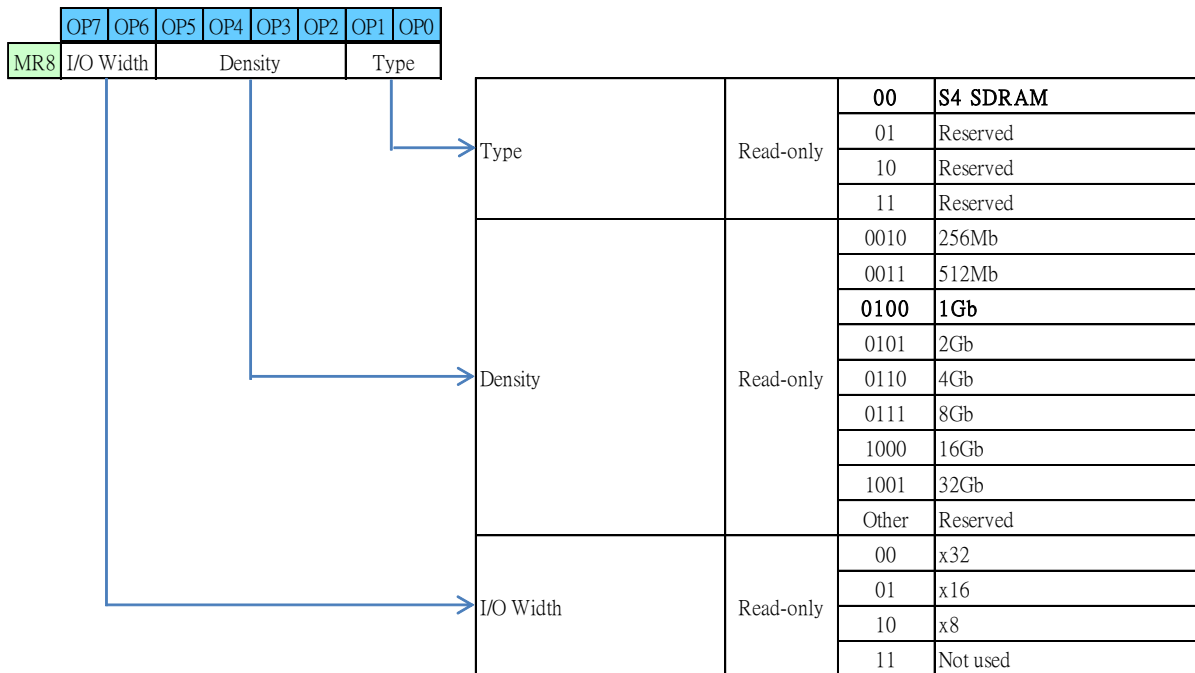 OP7 OP6 OP5 OP4 OP3 OP2 OP1 OP0
MR8 I/O Width Density Type
Type Read-only
00 S4 SDRAM
01 Reserved
10 Reserved
11 Reserved
Density Read-only
0010 256Mb
0011 512Mb
0100 1Gb
0101 2Gb
0110 4Gb
0111 8Gb
1000 16Gb
1001 32Gb
Other Reserved
I/O Width Read-only
00 x32
01 x16
10 x8
11 Not used